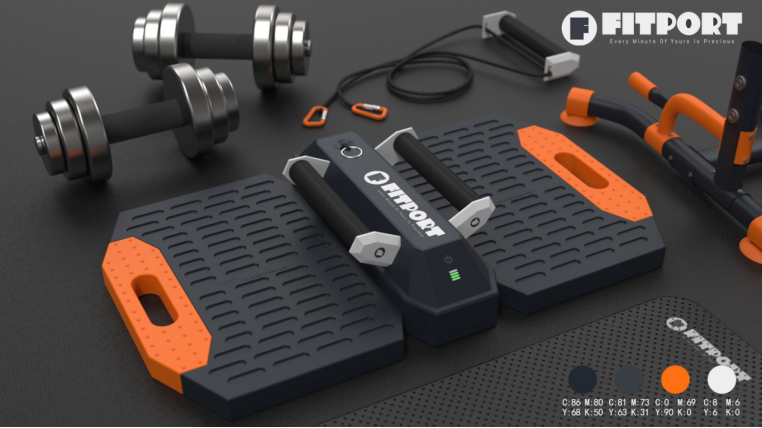 F FITPORT
Every Minute Of Yours Is Precious
F FITPORT
F FITPORT
C:86 M:80 C:81 M:73 C:0 M:69 C:8 M:6
Y:68 K:50 Y:63 K:31 Y:90 K:0 Y:6 K:0